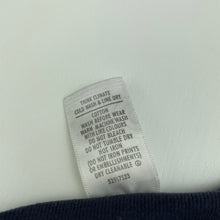 THINK CLIMATE
COLD WASH & LINE DRY
COTTON
WASH BEFORE WEAR
WARM MACHINE WASH
WITH LIKE COLOURS
DO NOT BLEACH
DO NOT TUMBLE DRY
HOT IRON
(DO NOT IRON PRINTS
OR EMBELLISHMENTS)
DRY CLEANABLE Ⓐ